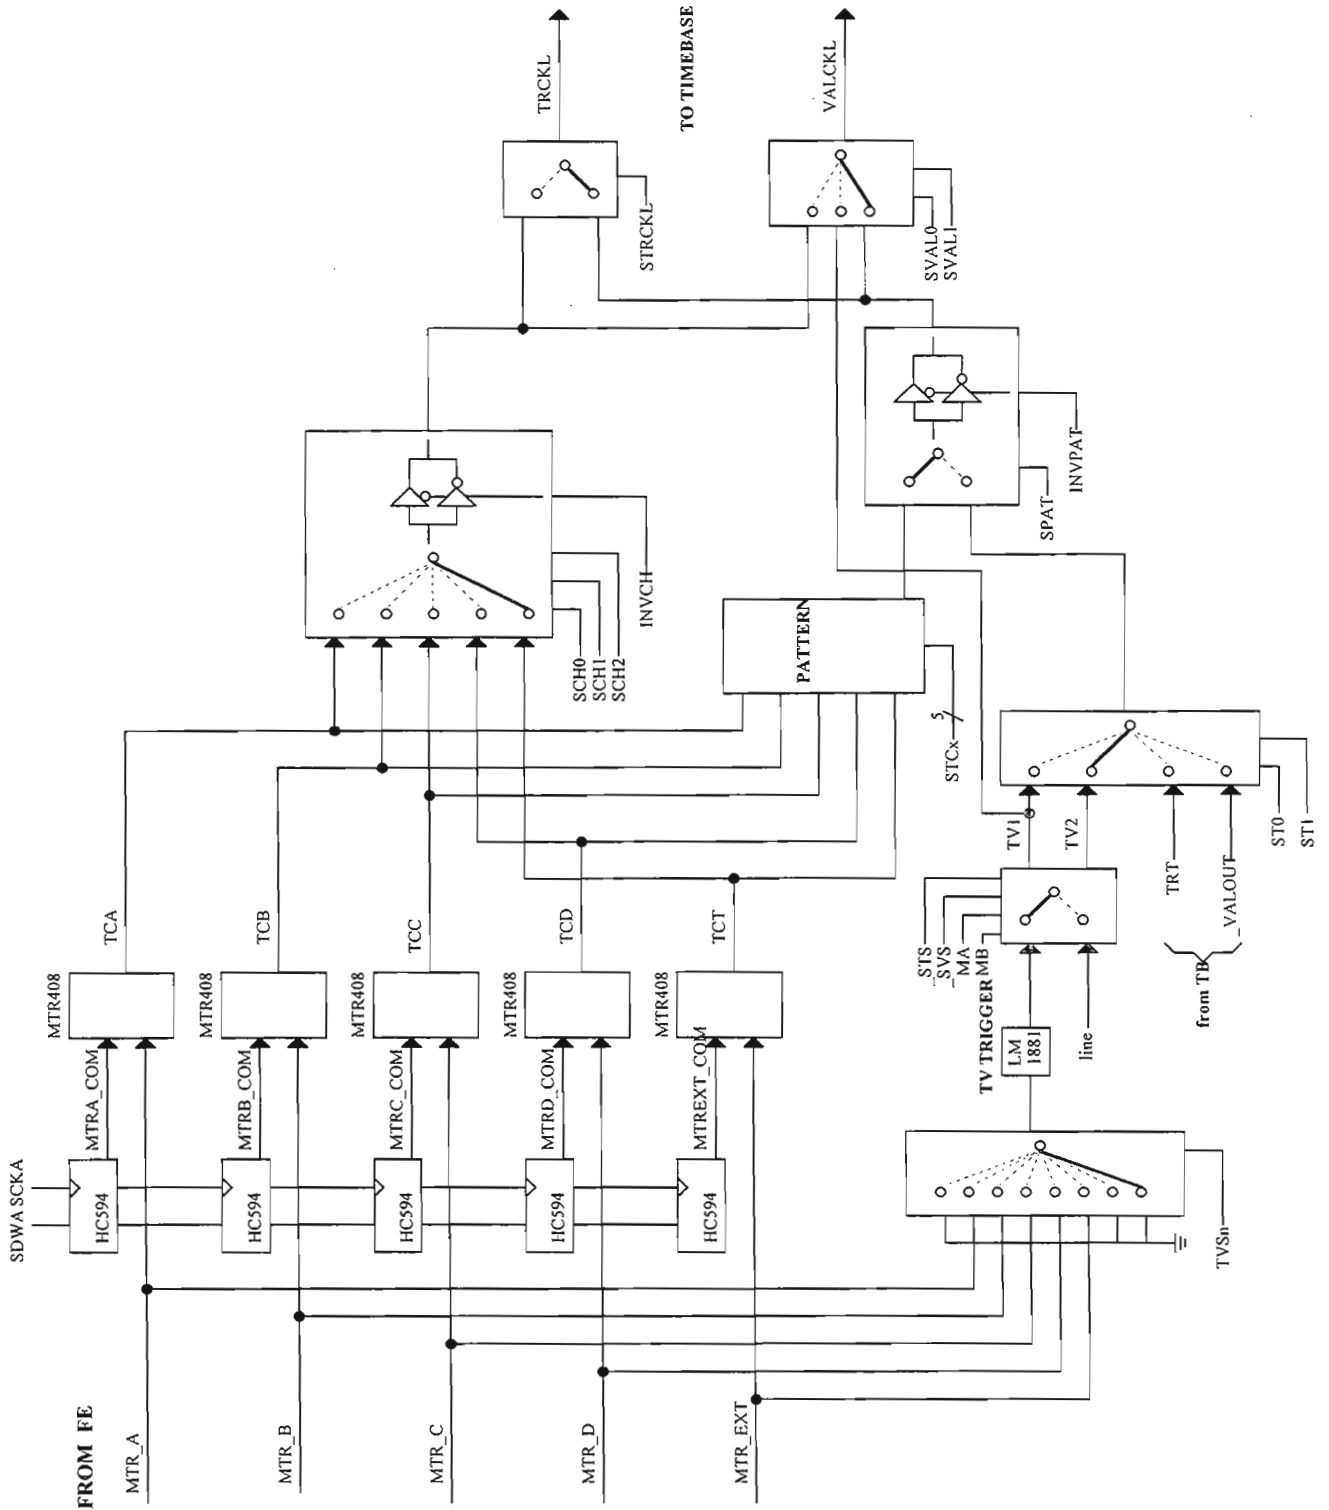 FROM FE
MTR_A
MTR_B
MTR_C
MTR_D
MTR_EXT
SDWA SCKA
HC594
HC594
HC594
HC594
HC594
MTRA_COM
MTRB_COM
MTRC_COM
MTRD_COM
MTREXT_COM
MTR408
MTR408
MTR408
MTR408
MTR408
TCA
TCB
TCC
TCD
TCT
SCH0
SCH1
SCH2
INVCH
PATTERN
5
STCx
TVSn
LM
1881
TV TRIGGER
line
_STS
_SVS
_MA
MB
TV1
TV2
TRT
_VALOUT
from TB
ST0
ST1
SPAT
INVPAT
STRCKL
SVAL0
SVAL1
TRCKL
VALCKL
TO TIMEBASE